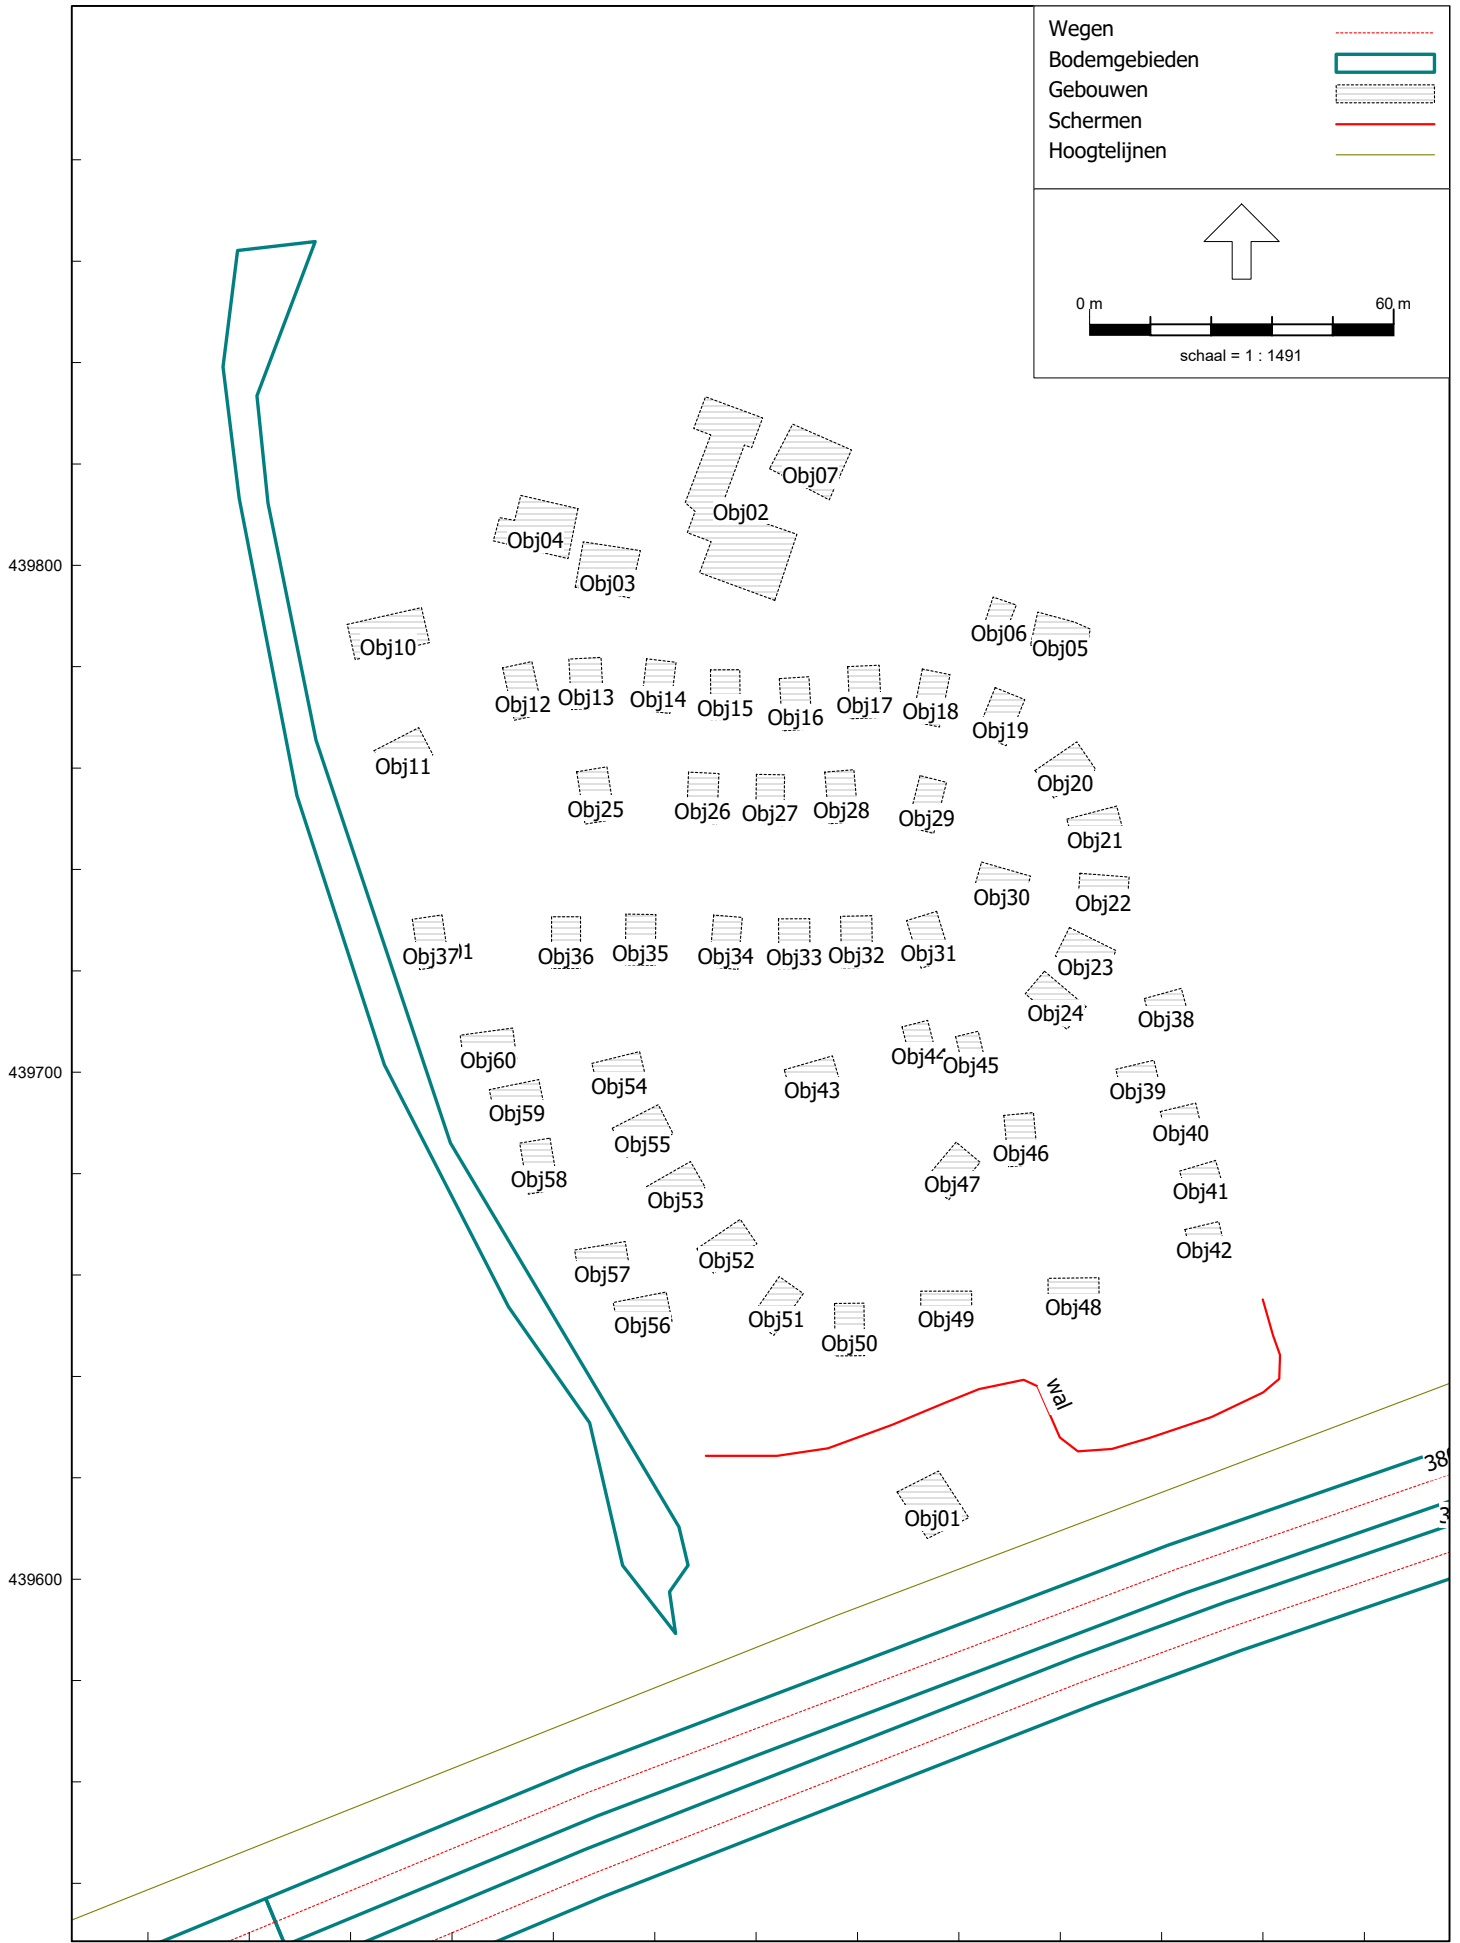 Wegen
Bodemgebieden
Gebouwen
Schermen
Hoogtelijnen
0 m 60 m
schaal = 1 : 1491
Obj07
Obj02
Obj04
439800
Obj03
Obj06
Obj05
Obj10
Obj12 Obj13 Obj14 Obj15 Obj16 Obj17 Obj18
Obj19
Obj11
Obj20
Obj25 Obj26 Obj27 Obj28 Obj29
Obj21
Obj30 Obj22
Obj37 Obj36 Obj35 Obj34 Obj33 Obj32 Obj31
Obj23
Obj24 Obj38
Obj60 Obj44 Obj45
439700
Obj54 Obj43 Obj39
Obj59
Obj55 Obj40
Obj46
Obj58 Obj47
Obj53 Obj41
Obj52 Obj42
Obj57
Obj56 Obj51 Obj49 Obj48
Obj50
wal
380
Obj01
3
439600